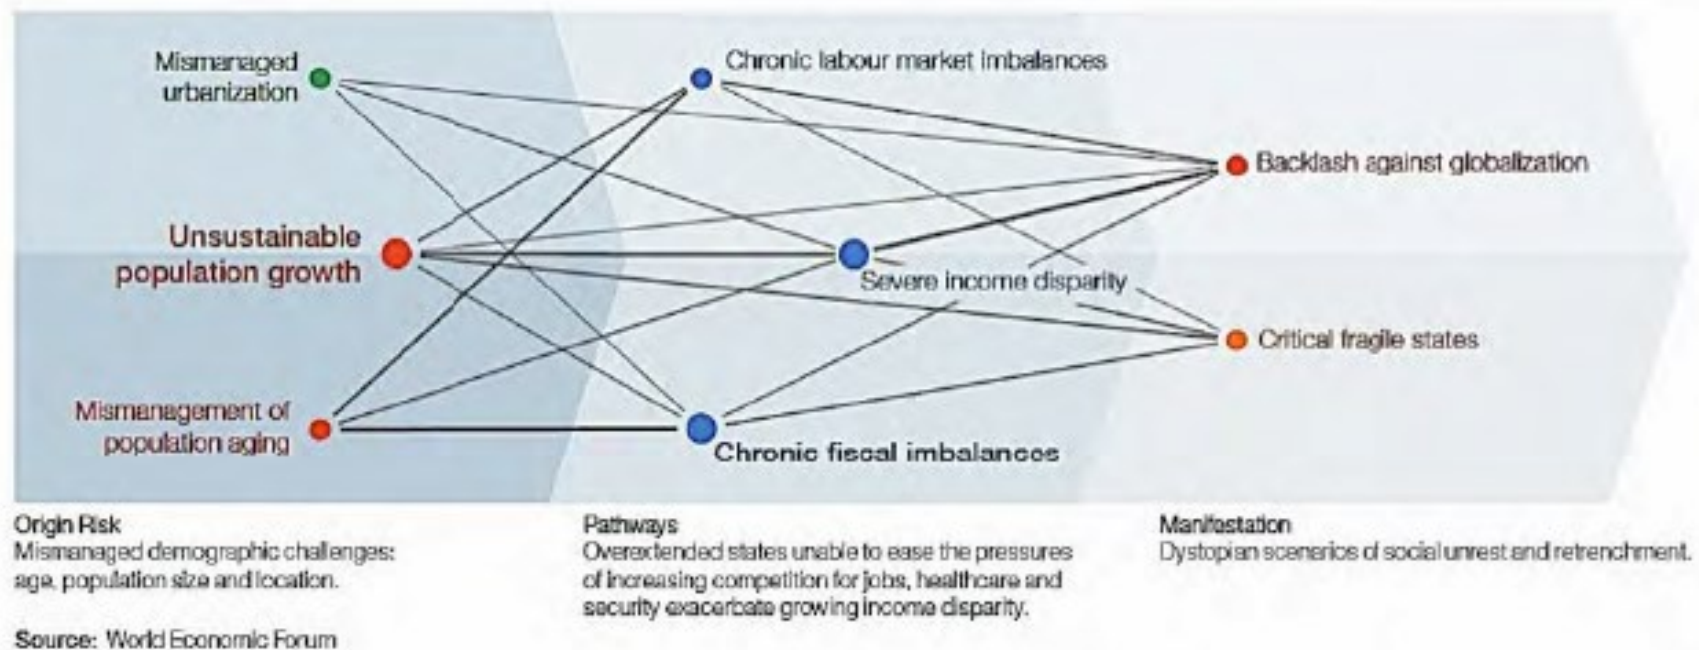 Mismanaged
urbanization
Chronic labour market imbalances
Backlash against globalization
Unsustainable
population growth
Severe income disparity
Critical fragile states
Mismanagement of
population aging
Chronic fiscal imbalances
Origin Risk
Mismanaged demographic challenges:
age, population size and location.
Pathways
Overextended states unable to ease the pressures
of increasing competition for jobs, healthcare and
security exacerbate growing income disparity.
Manifestation
Dystopian scenarios of social unrest and retrenchment.
Source: World Economic Forum